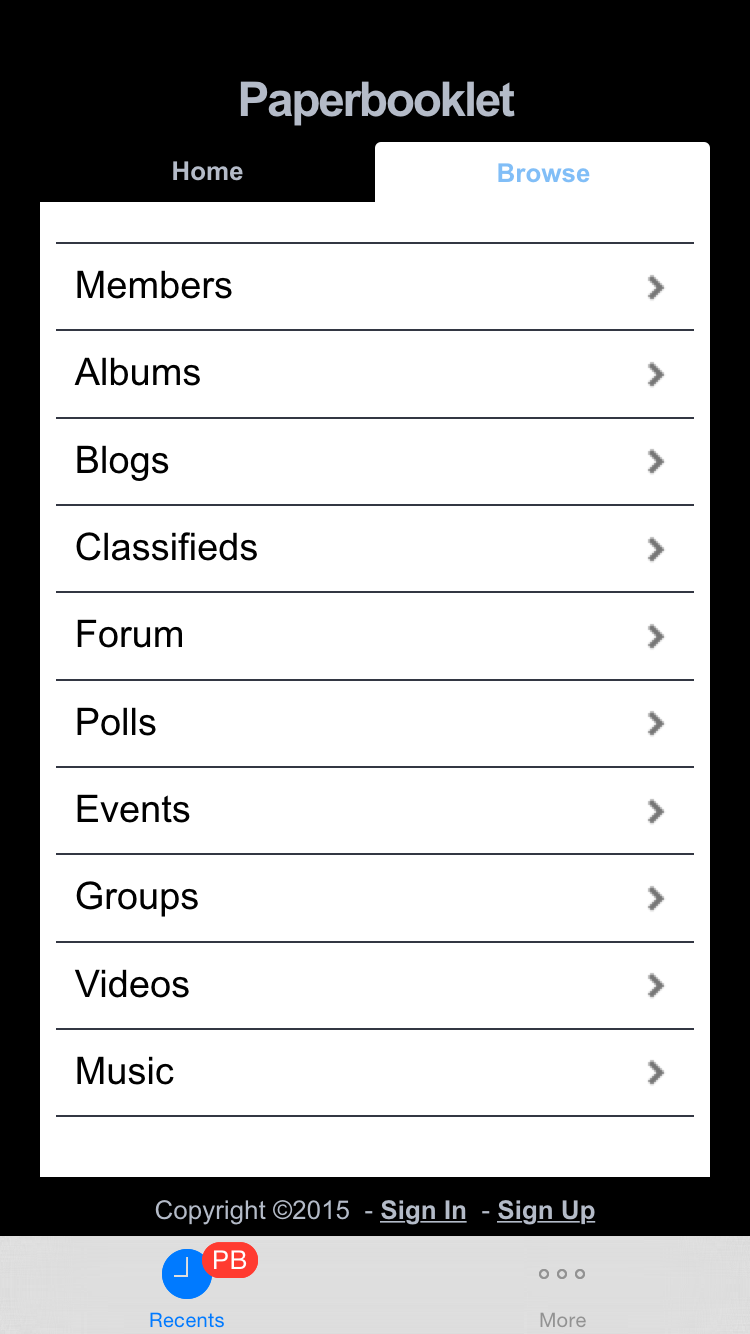 Paperbooklet
Home Browse
Members
Albums
Blogs
Classifieds
Forum
Polls
Events
Groups
Videos
Music
Copyright ©2015 - Sign In - Sign Up
PB
Recents More